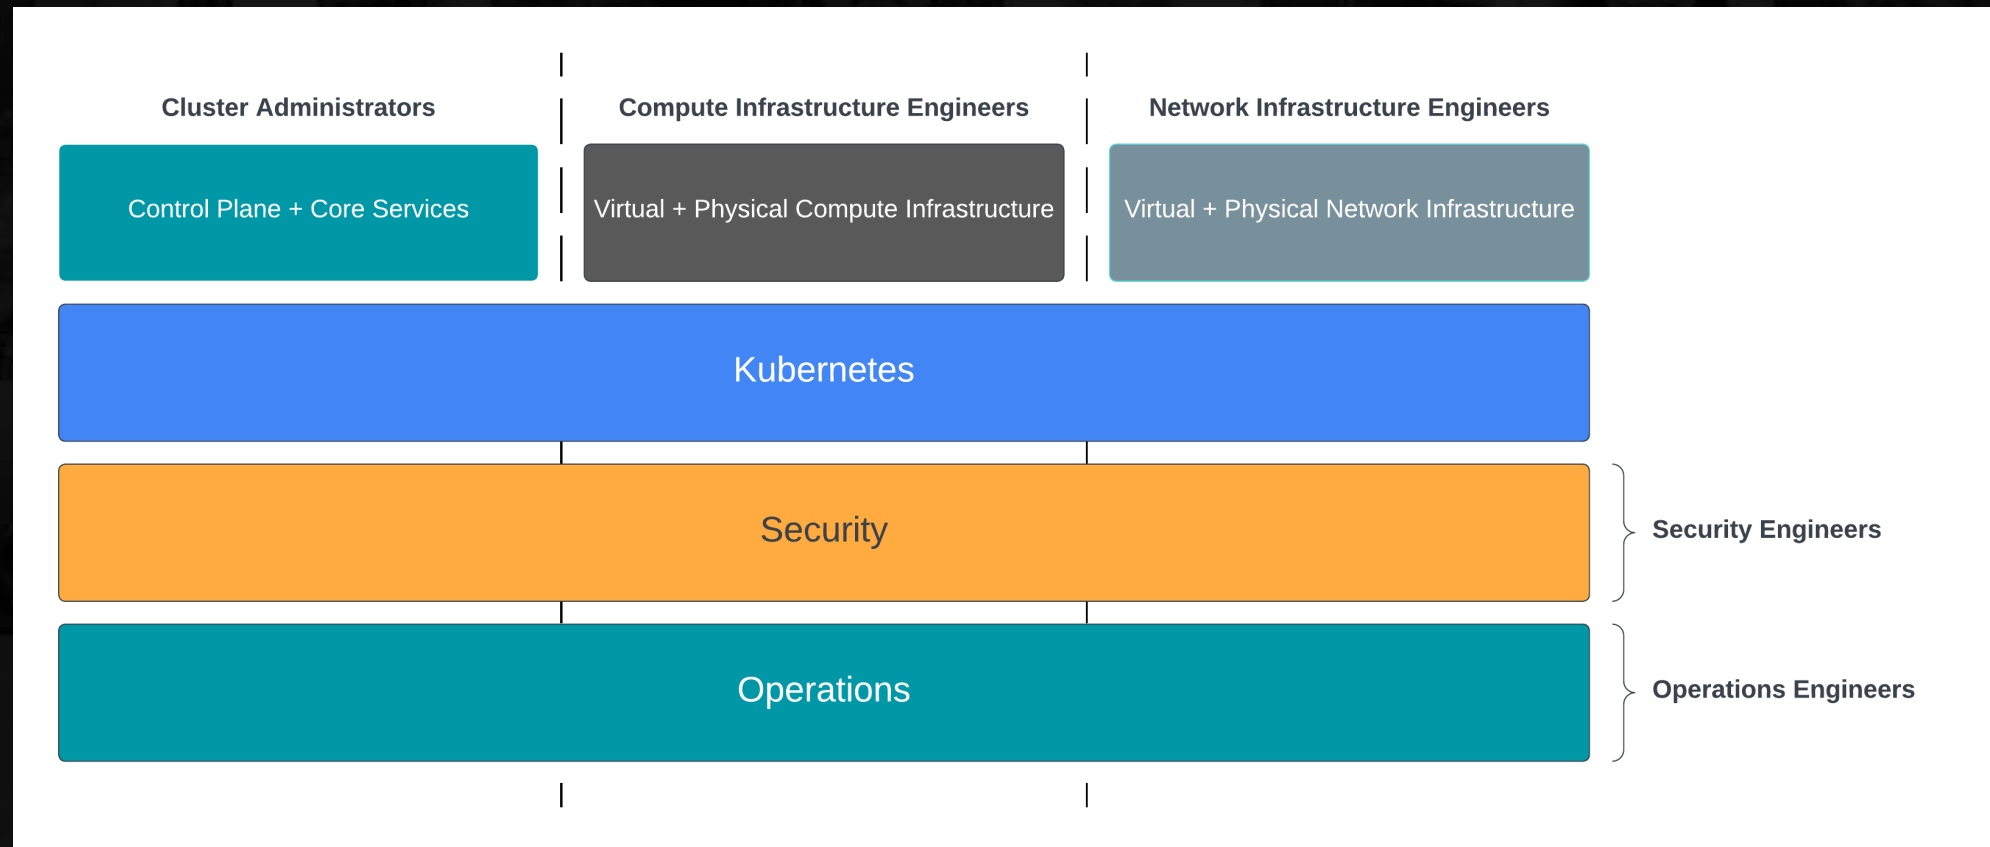 Cluster Administrators
Compute Infrastructure Engineers
Network Infrastructure Engineers
Control Plane + Core Services
Virtual + Physical Compute Infrastructure
Virtual + Physical Network Infrastructure
Kubernetes
Security
Security Engineers
Operations
Operations Engineers